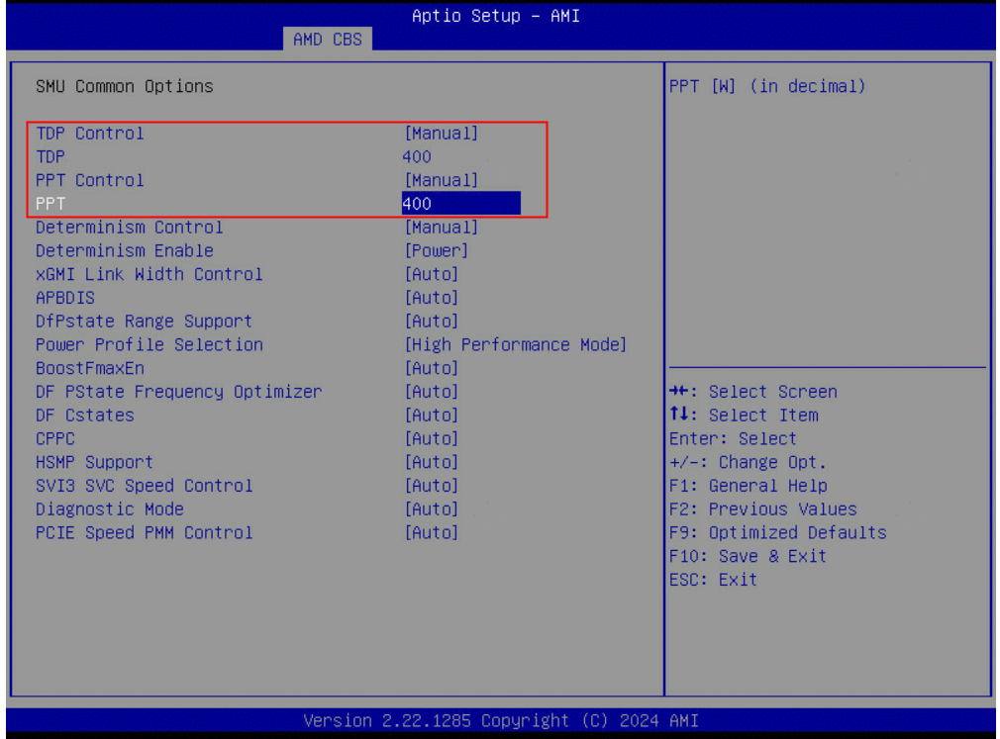 Aptio Setup – AMI
AMD CBS
SMU Common Options
TDP Control [Manual]
TDP 400
PPT Control [Manual]
PPT 400
Determinism Control [Manual]
Determinism Enable [Power]
xGMI Link Width Control [Auto]
APBDIS [Auto]
DfPstate Range Support [Auto]
Power Profile Selection [High Performance Mode]
BoostFmaxEn [Auto]
DF PState Frequency Optimizer [Auto]
DF Cstates [Auto]
CPPC [Auto]
HSMP Support [Auto]
SVI3 SVC Speed Control [Auto]
Diagnostic Mode [Auto]
PCIE Speed PMM Control [Auto]
PPT [W] (in decimal)
→←: Select Screen
↑↓: Select Item
Enter: Select
+/-: Change Opt.
F1: General Help
F2: Previous Values
F9: Optimized Defaults
F10: Save & Exit
ESC: Exit
Version 2.22.1285 Copyright (C) 2024 AMI